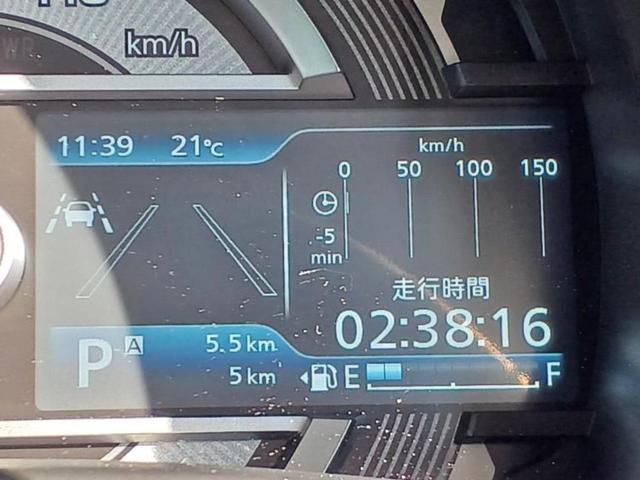 km/h
11:39 21℃
km/h
0 50 100 150
-5
min
走行時間
02:38:16
P A 5.5km
5km
E F